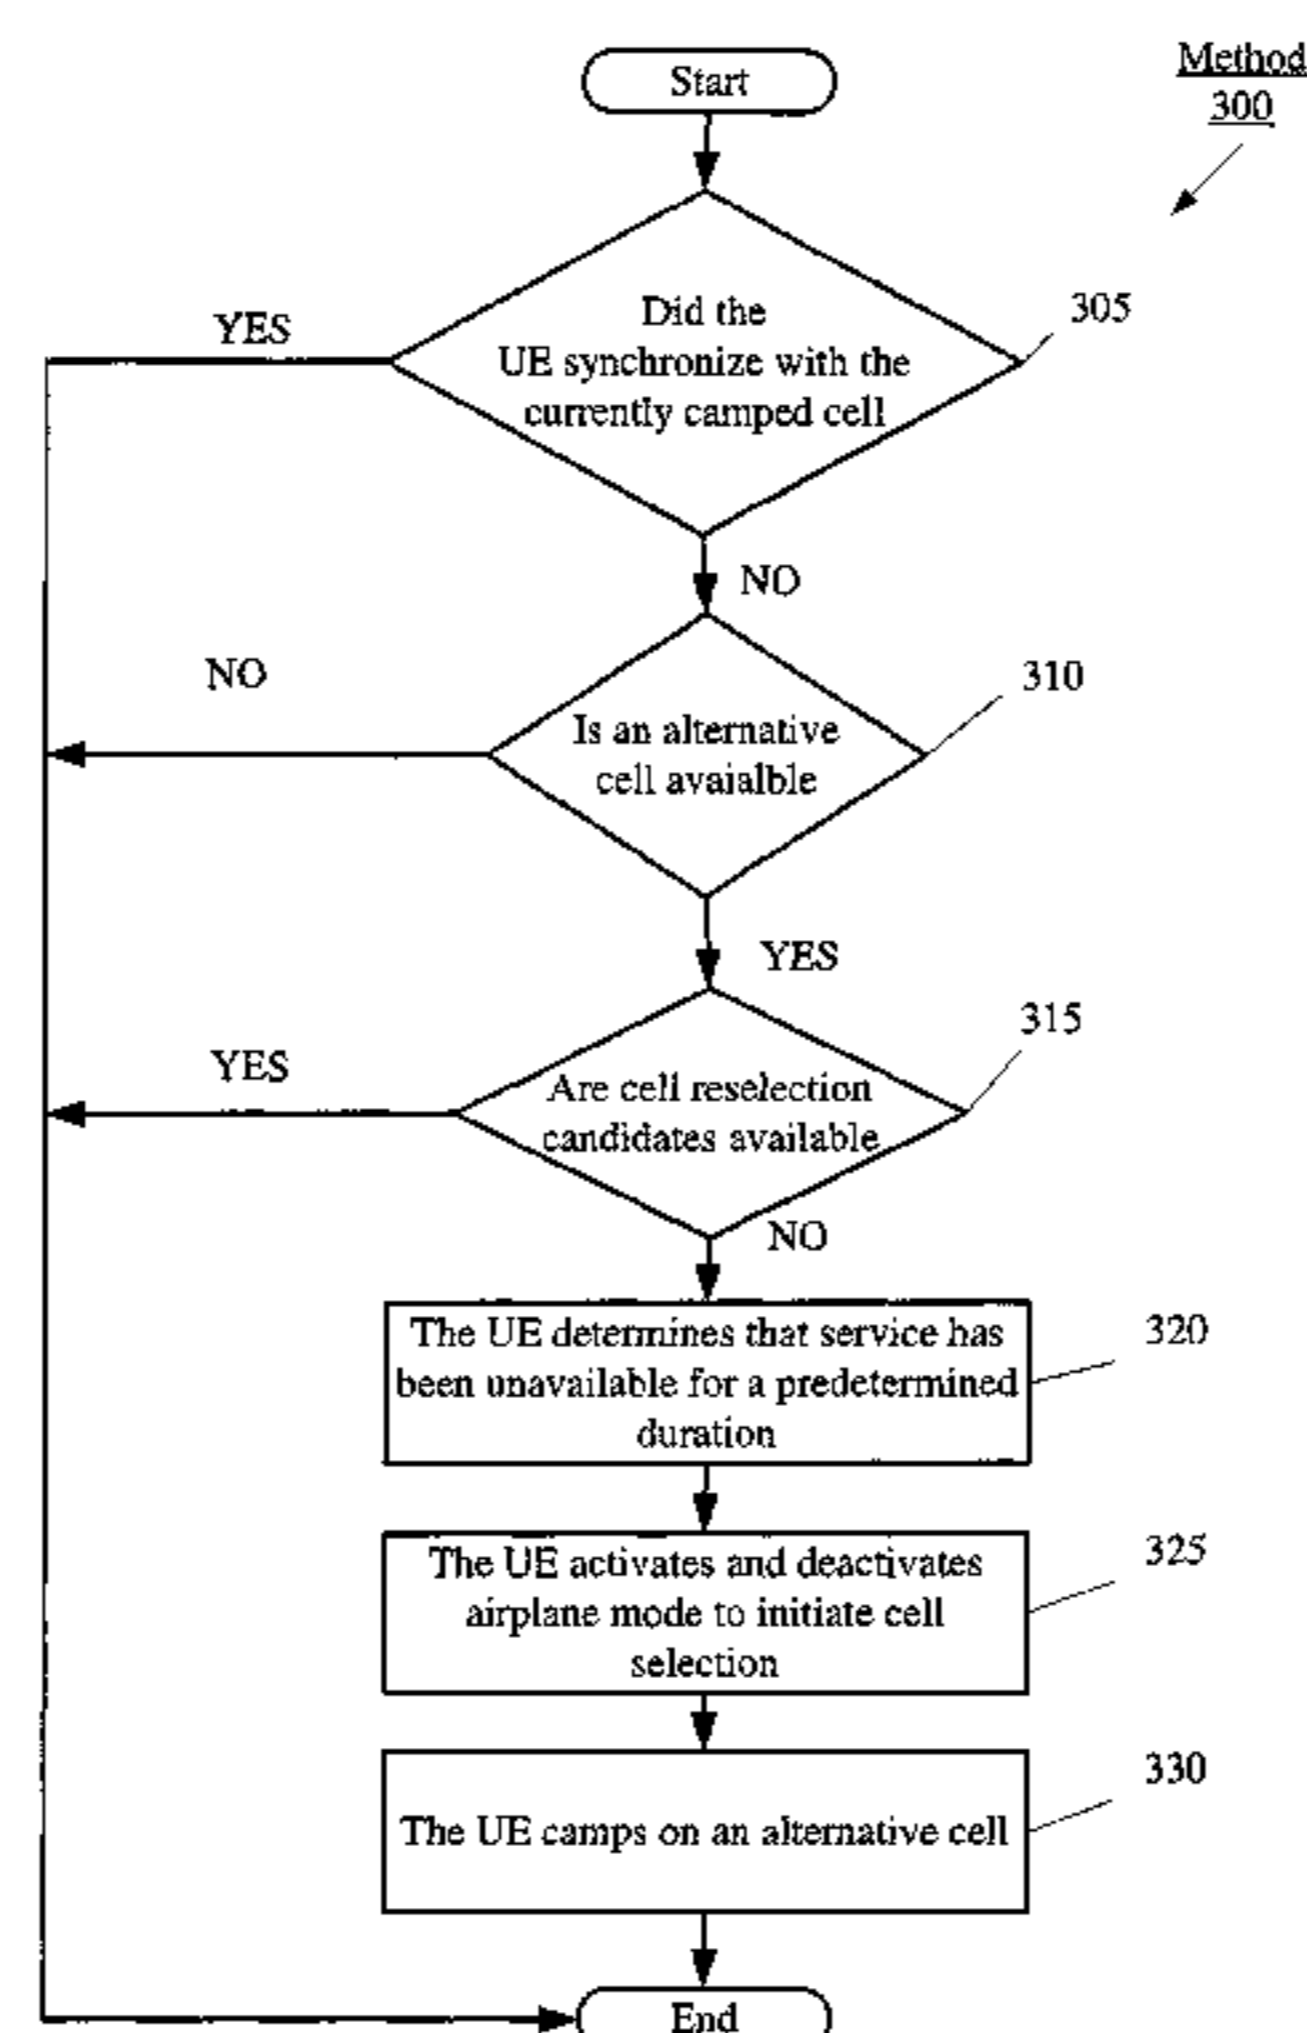 Start
Method
300
Did the
UE synchronize with the
currently camped cell
305
YES
NO
Is an alternative
cell avaialble
310
NO
YES
Are cell reselection
candidates available
315
YES
NO
The UE determines that service has
been unavailable for a predetermined
duration
320
The UE activates and deactivates
airplane mode to initiate cell
selection
325
The UE camps on an alternative cell
330
End